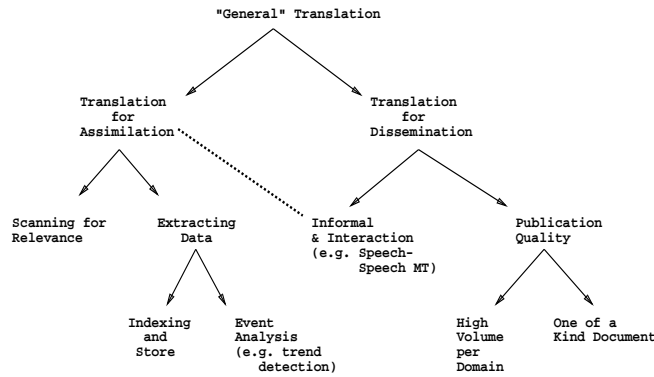 "General" Translation
Translation
for
Assimilation
Translation
for
Dissemination
Scanning for
Relevance
Extracting
Data
Informal
& Interaction
(e.g. Speech-
Speech MT)
Publication
Quality
Indexing
and
Store
Event
Analysis
(e.g. trend
detection)
High
Volume
per
Domain
One of a
Kind Document